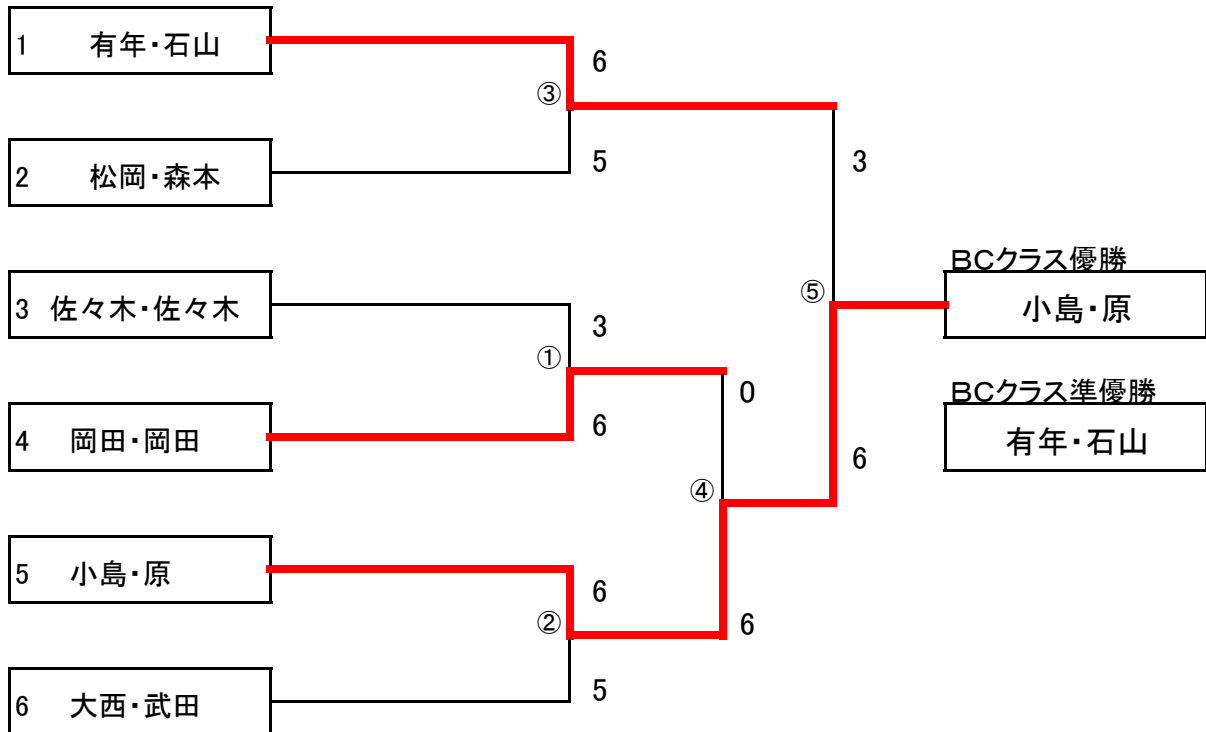 1 有年・石山
6
③
5
3
2 松岡・森本
BCクラス優勝
小島・原
⑤
3 佐々木・佐々木
3
①
0
6
BCクラス準優勝
有年・石山
4 岡田・岡田
6
④
5 小島・原
6
②
6
5
6 大西・武田